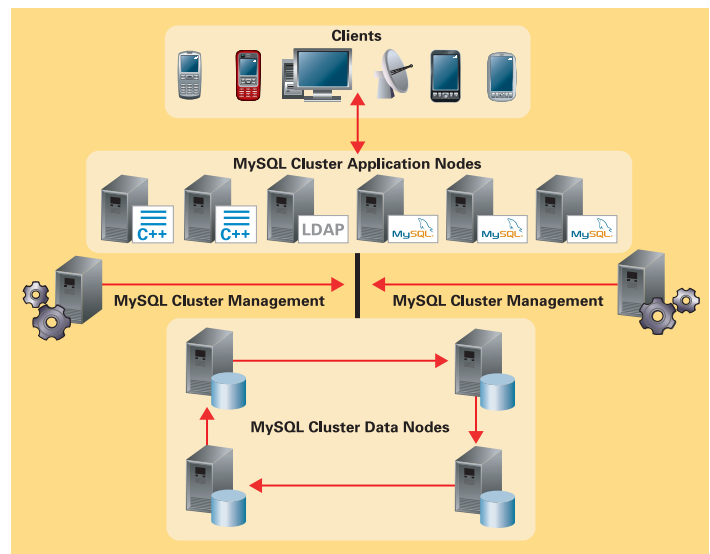 Clients
MySQL Cluster Application Nodes
C++
C++
LDAP
MySQL
MySQL
MySQL
MySQL Cluster Management
MySQL Cluster Management
MySQL Cluster Data Nodes